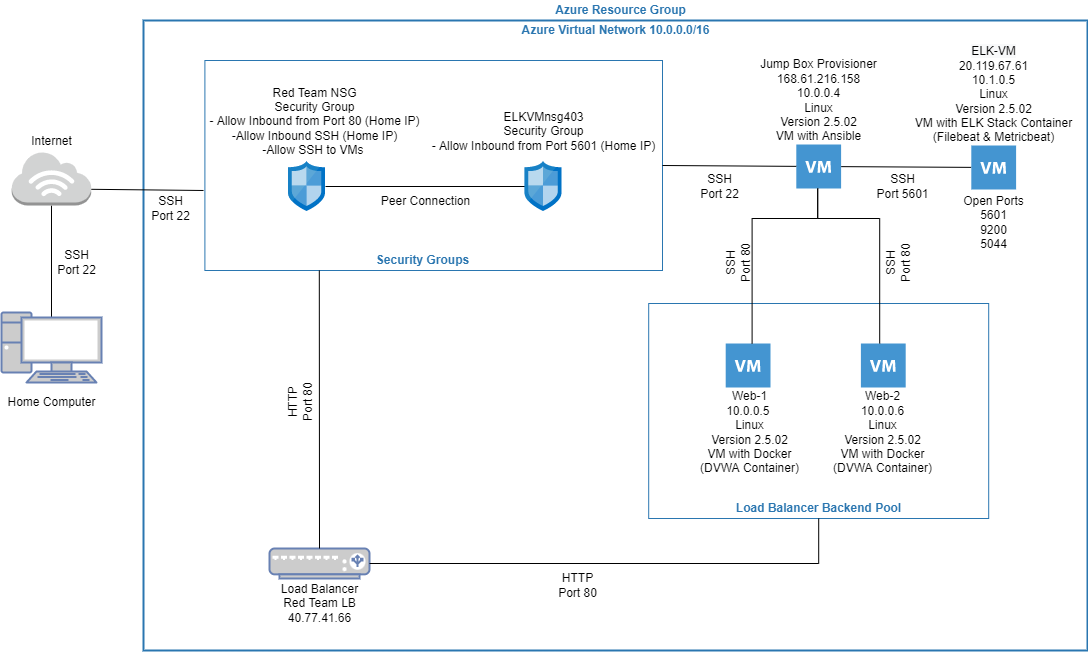 Azure Resource Group
Azure Virtual Network 10.0.0.0/16
Internet
SSH
Port 22
SSH
Port 22
Home Computer
Red Team NSG
Security Group
- Allow Inbound from Port 80 (Home IP)
-Allow Inbound SSH (Home IP)
-Allow SSH to VMs
ELKVMnsg403
Security Group
- Allow Inbound from Port 5601 (Home IP)
Peer Connection
Security Groups
SSH
Port 22
Jump Box Provisioner
168.61.216.158
10.0.0.4
Linux
Version 2.5.02
VM with Ansible
VM
SSH
Port 5601
ELK-VM
20.119.67.61
10.1.0.5
Linux
Version 2.5.02
VM with ELK Stack Container
(Filebeat & Metricbeat)
VM
Open Ports
5601
9200
5044
SSH
Port 80
SSH
Port 80
VM
Web-1
10.0.0.5
Linux
Version 2.5.02
VM with Docker
(DVWA Container)
VM
Web-2
10.0.0.6
Linux
Version 2.5.02
VM with Docker
(DVWA Container)
Load Balancer Backend Pool
HTTP
Port 80
Load Balancer
Red Team LB
40.77.41.66
HTTP
Port 80